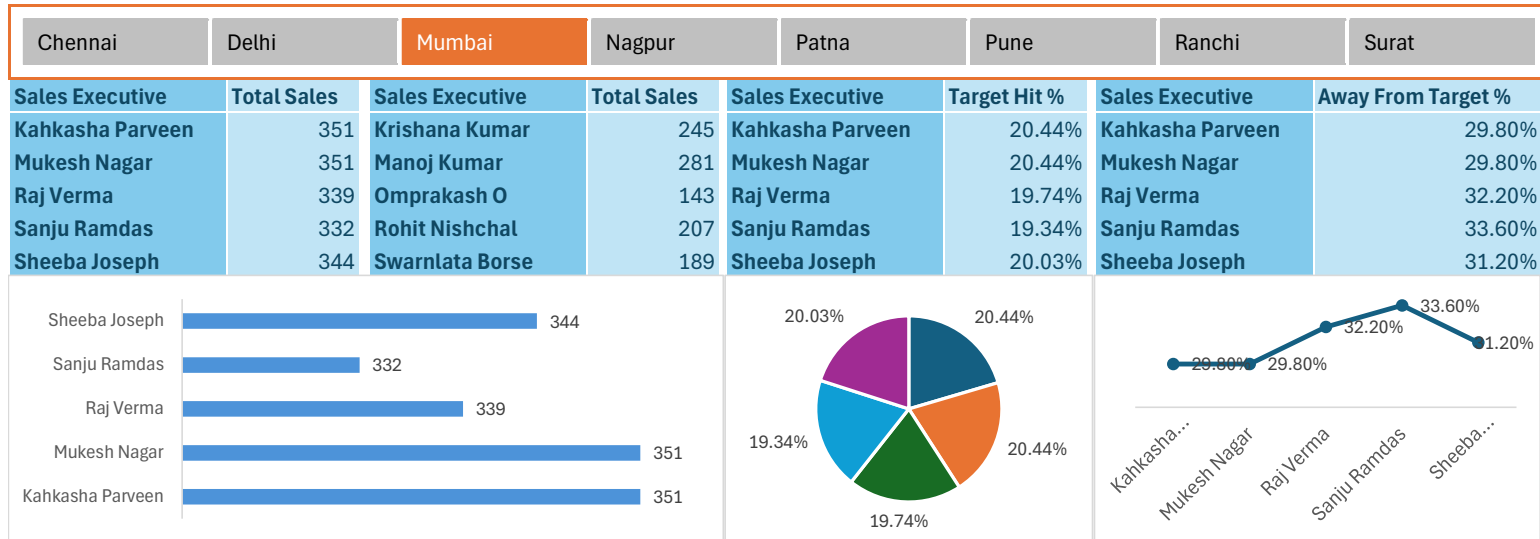 Chennai Delhi Mumbai Nagpur Patna Pune Ranchi Surat
Sales Executive Total Sales Sales Executive Total Sales Sales Executive Target Hit % Sales Executive Away From Target %
Kahkasha Parveen 351 Krishana Kumar 245 Kahkasha Parveen 20.44% Kahkasha Parveen 29.80%
Mukesh Nagar 351 Manoj Kumar 281 Mukesh Nagar 20.44% Mukesh Nagar 29.80%
Raj Verma 339 Omprakash O 143 Raj Verma 19.74% Raj Verma 32.20%
Sanju Ramdas 332 Rohit Nishchal 207 Sanju Ramdas 19.34% Sanju Ramdas 33.60%
Sheeba Joseph 344 Swarnlata Borse 189 Sheeba Joseph 20.03% Sheeba Joseph 31.20%
Sheeba Joseph 344
Sanju Ramdas 332
Raj Verma 339
Mukesh Nagar 351
Kahkasha Parveen 351
20.03% 20.44%
19.34% 20.44%
19.74%
33.60%
32.20%
31.20%
29.80% 29.80%
Kahkasha...
Mukesh Nagar
Raj Verma
Sanju Ramdas
Sheeba...